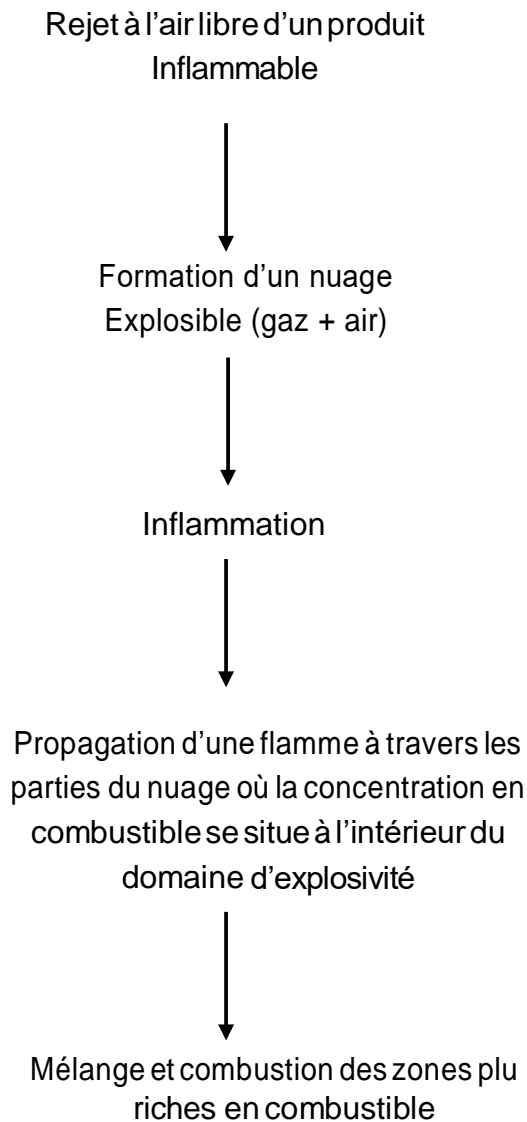 Rejet à l'air libre d'un produit
Inflammable
Formation d'un nuage
Explosible (gaz + air)
Inflammation
Propagation d'une flamme à travers les
parties du nuage où la concentration en
combustible se situe à l'intérieur du
domaine d'explosivité
Mélange et combustion des zones plu
riches en combustible